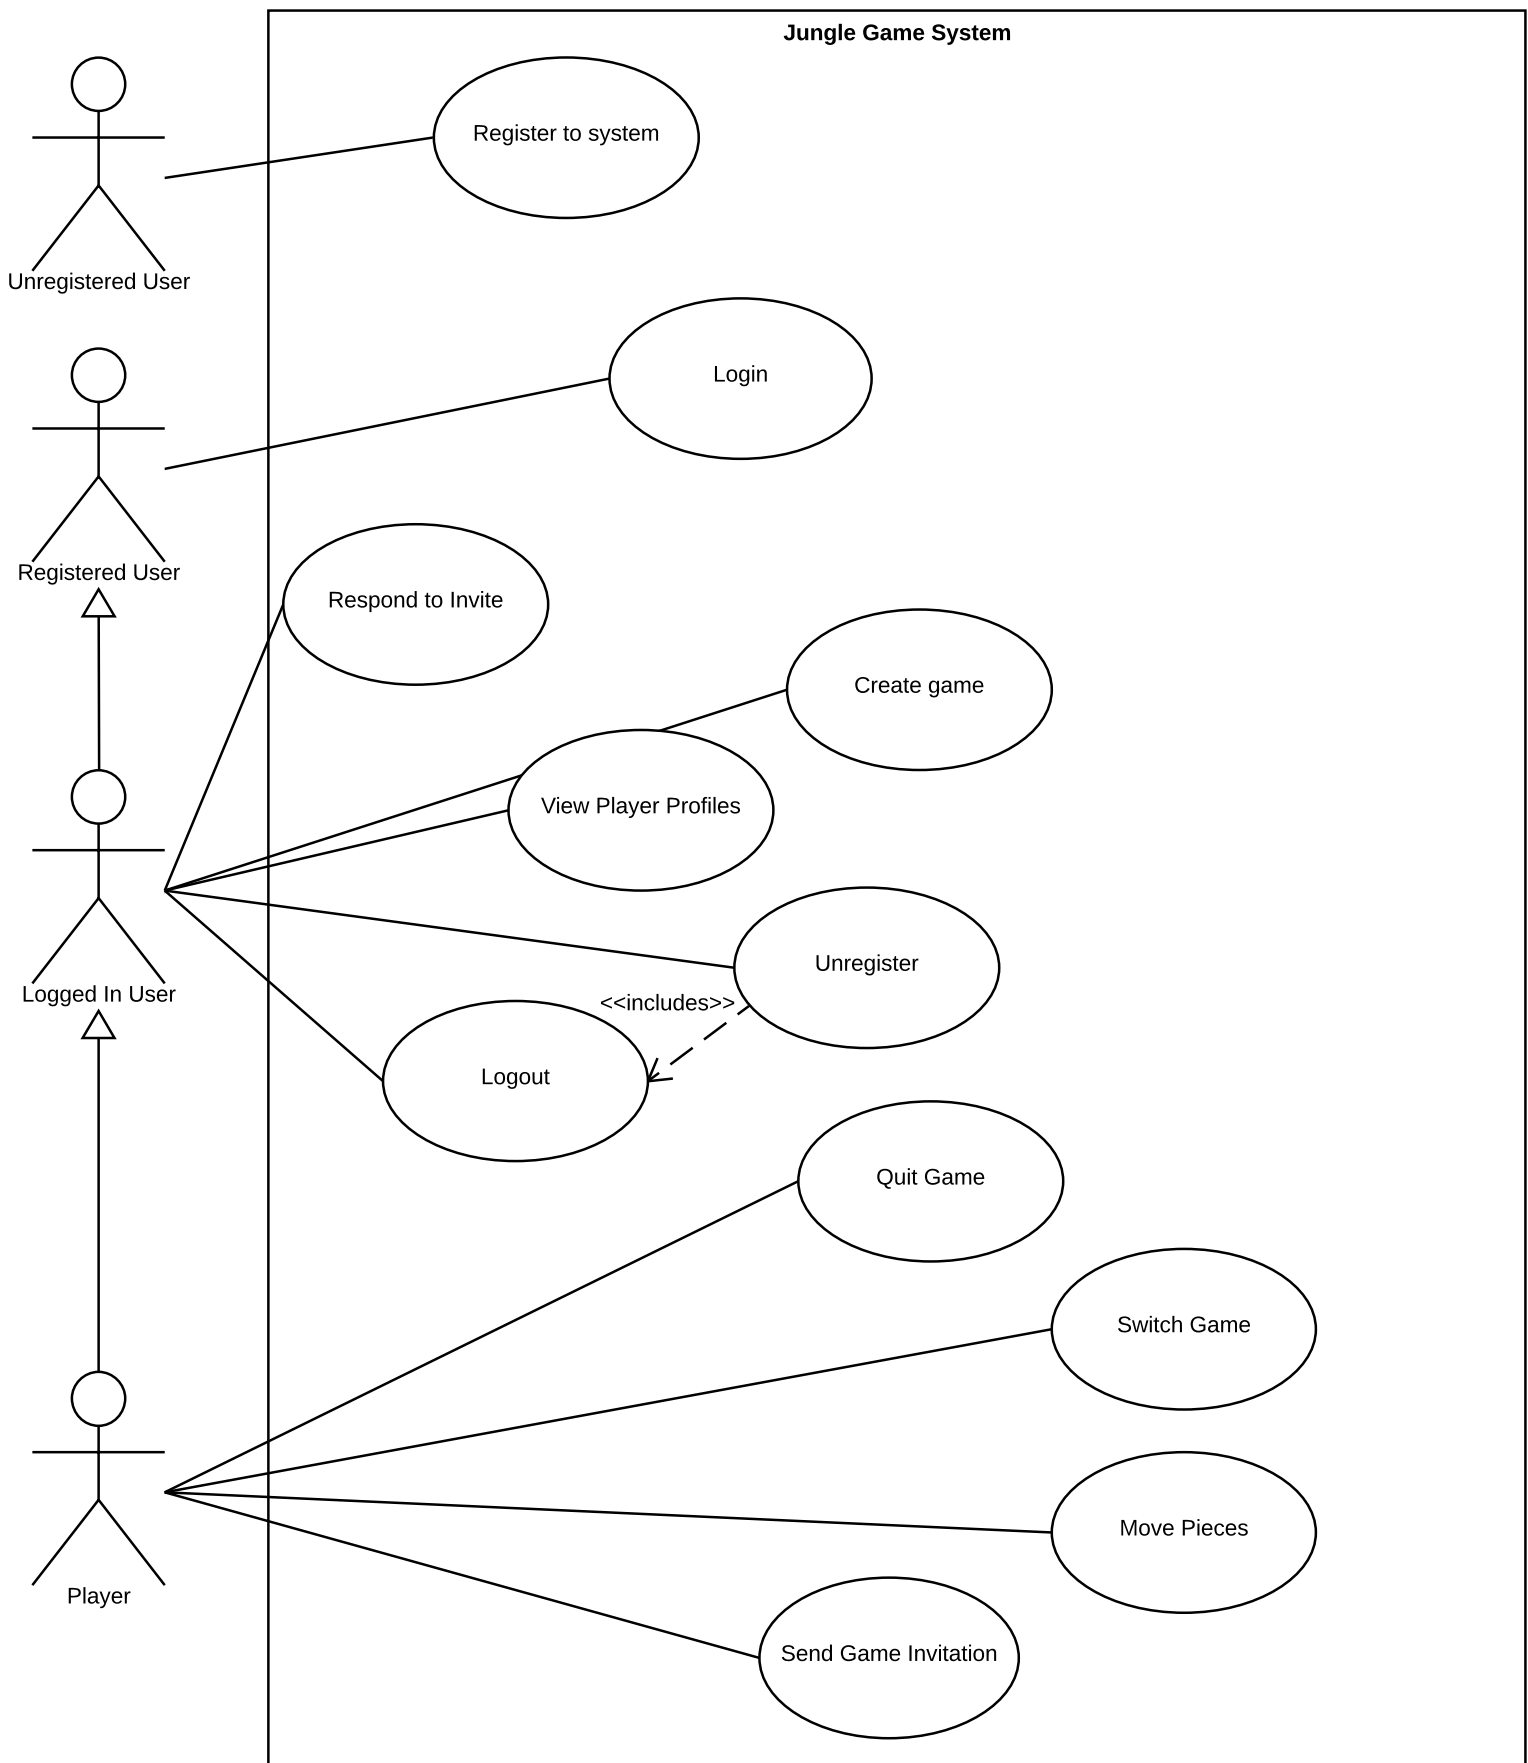 Jungle Game System
Register to system
Unregistered User
Login
Registered User
Respond to Invite
Create game
View Player Profiles
Unregister
Logged In User
<<includes>>
Logout
Quit Game
Switch Game
Move Pieces
Player
Send Game Invitation